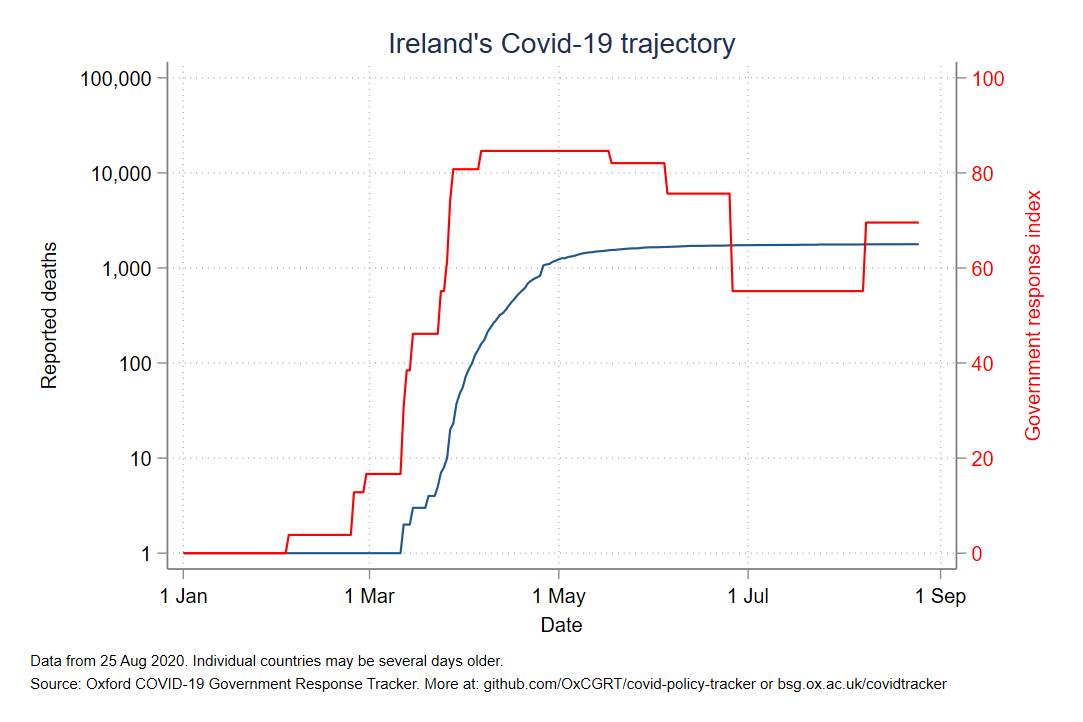 Ireland's Covid-19 trajectory
100,000
10,000
1,000
100
10
1
Reported deaths
100
80
60
40
20
0
Government response index
1 Jan
1 Mar
1 May
1 Jul
1 Sep
Date
Data from 25 Aug 2020. Individual countries may be several days older.
Source: Oxford COVID-19 Government Response Tracker. More at: github.com/OxCGRT/covid-policy-tracker or bsg.ox.ac.uk/covidtracker